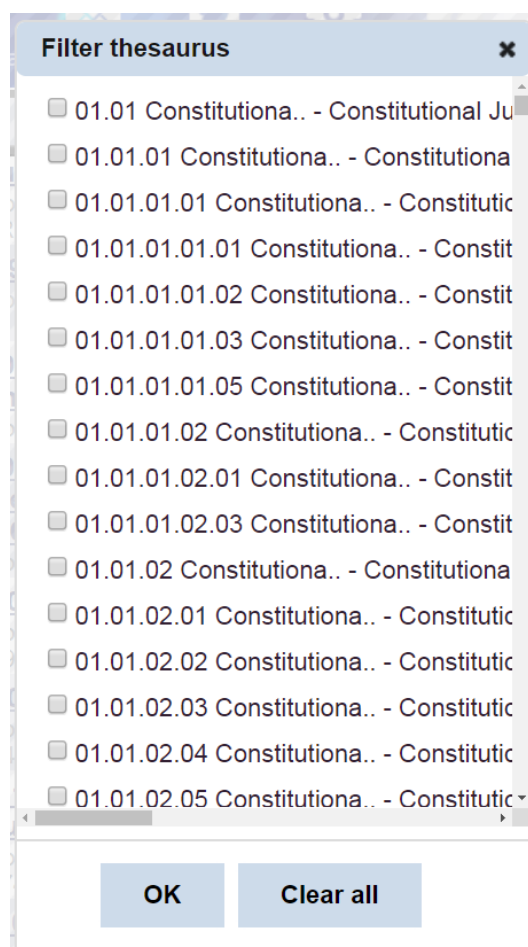 Filter thesaurus
01.01 Constitutiona.. - Constitutional Ju
01.01.01 Constitutiona.. - Constitutiona
01.01.01.01 Constitutiona.. - Constitutic
01.01.01.01.01 Constitutiona.. - Constit
01.01.01.01.02 Constitutiona.. - Constit
01.01.01.01.03 Constitutiona.. - Constit
01.01.01.01.05 Constitutiona.. - Constit
01.01.01.02 Constitutiona.. - Constitutic
01.01.01.02.01 Constitutiona.. - Constit
01.01.01.02.03 Constitutiona.. - Constit
01.01.02 Constitutiona.. - Constitutiona
01.01.02.01 Constitutiona.. - Constitutic
01.01.02.02 Constitutiona.. - Constitutic
01.01.02.03 Constitutiona.. - Constitutic
01.01.02.04 Constitutiona.. - Constitutic
01.01.02.05 Constitutiona.. - Constitutic
OK Clear all